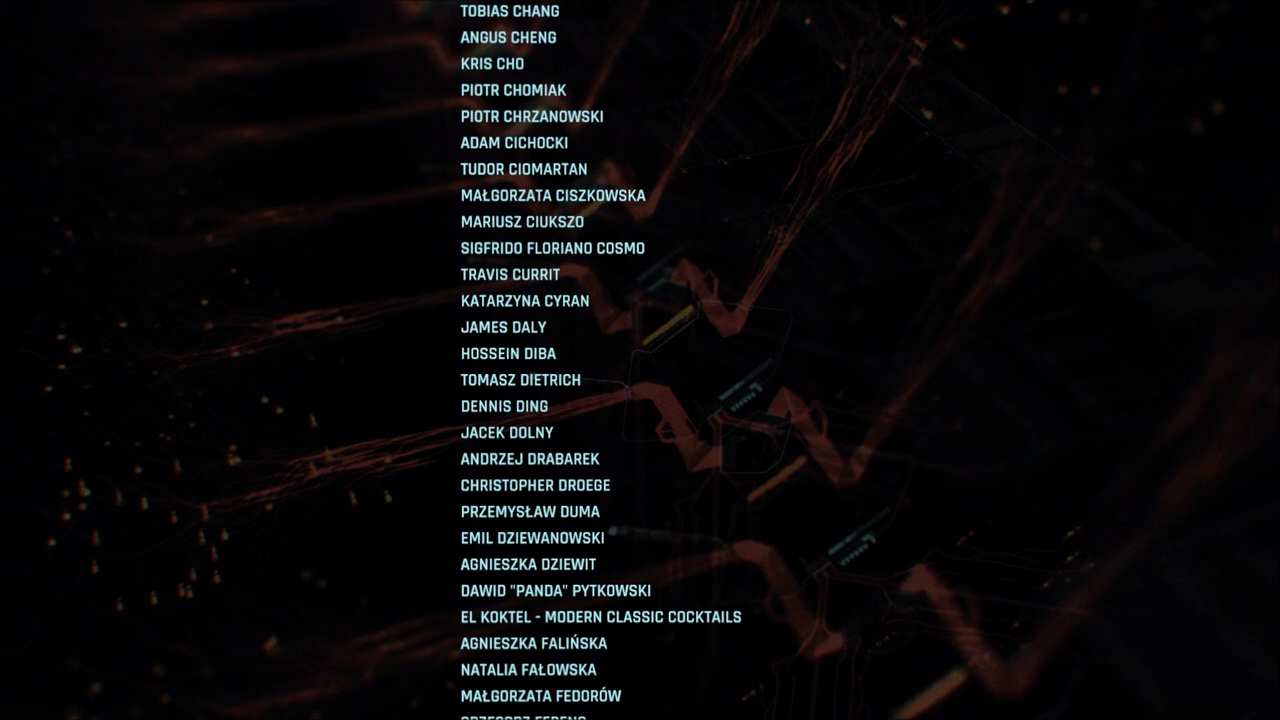 TOBIAS CHANG
ANGUS CHENG
KRIS CHO
PIOTR CHOMIAK
PIOTR CHRZANOWSKI
ADAM CICHOCKI
TUDOR CIOMARTAN
MAŁGORZATA CISZKOWSKA
MARIUSZ CIUKSZO
SIGFRIDO FLORIANO COSMO
TRAVIS CURRIT
KATARZYNA CYRAN
JAMES DALY
HOSSEIN DIBA
TOMASZ DIETRICH
DENNIS DING
JACEK DOLNY
ANDRZEJ DRABAREK
CHRISTOPHER DROEGE
PRZEMYSŁAW DUMA
EMIL DZIEWANOWSKI
AGNIESZKA DZIEWIT
DAWID "PANDA" PYTKOWSKI
EL KOKTEL - MODERN CLASSIC COCKTAILS
AGNIESZKA FALIŃSKA
NATALIA FAŁOWSKA
MAŁGORZATA FEDORÓW